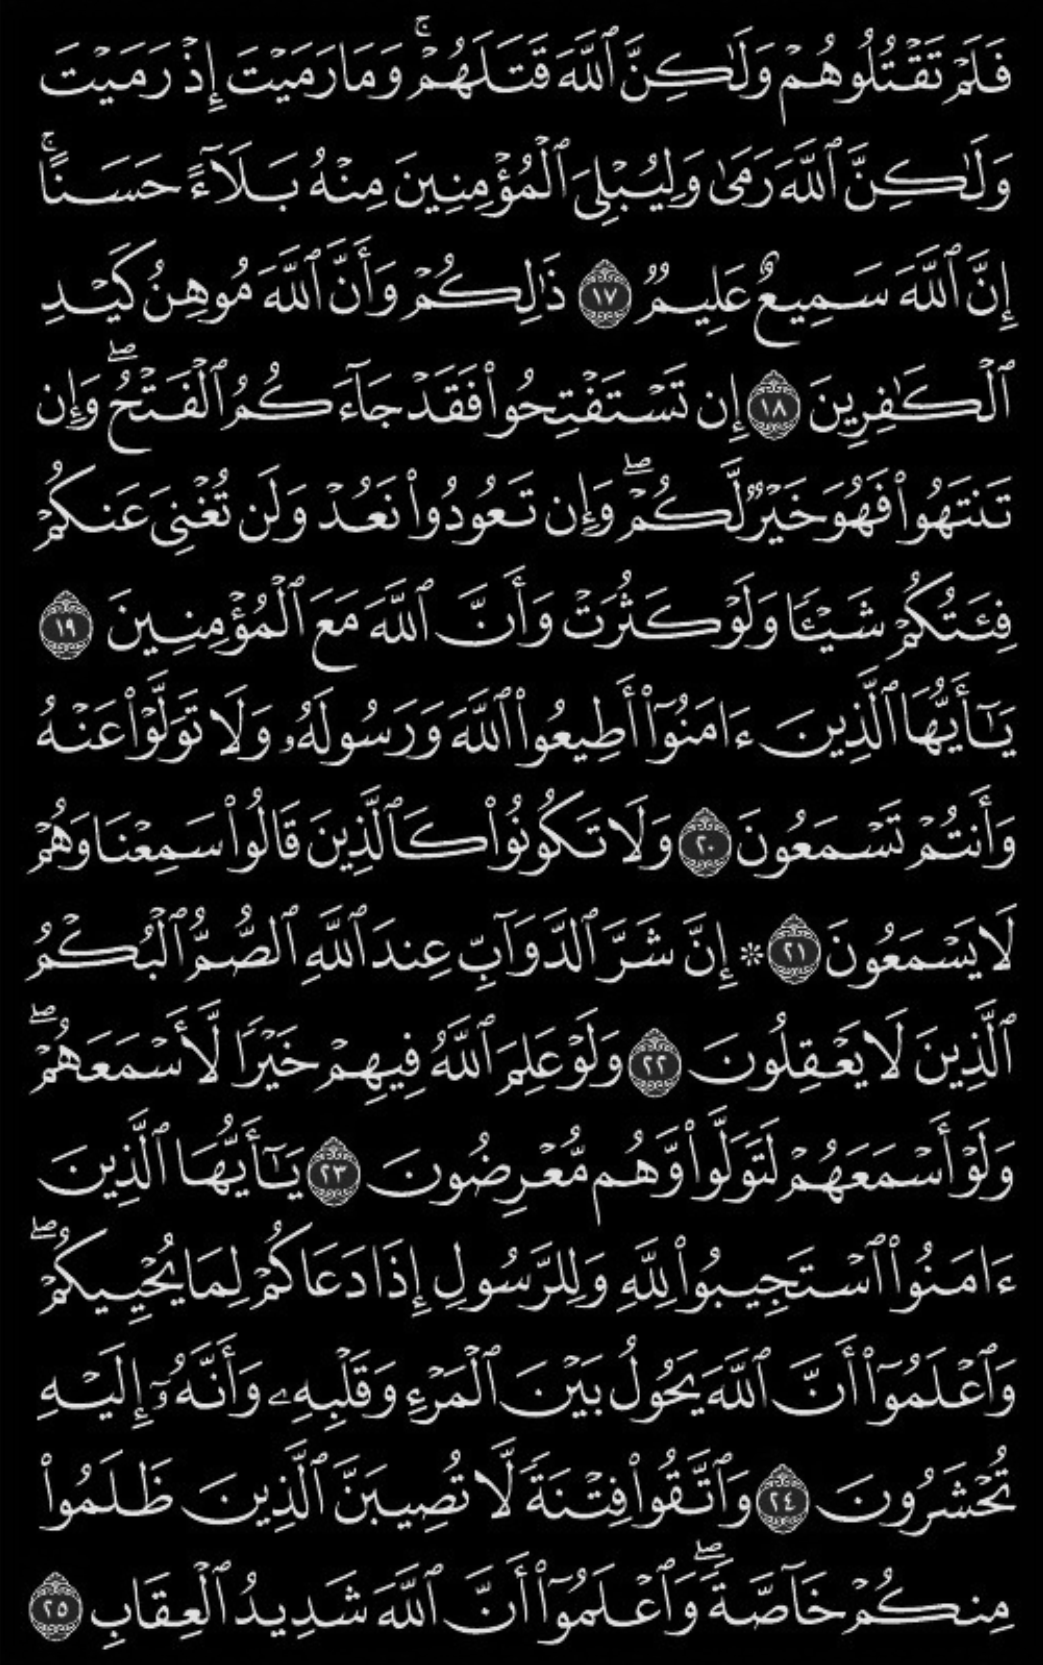 فَلَمْ تَقْتُلُوهُمْ وَلَٰكِنَّ ٱللَّهَ قَتَلَهُمْ ۚ وَمَا رَمَيْتَ إِذْ رَمَيْتَ
وَلَٰكِنَّ ٱللَّهَ رَمَىٰ وَلِيُبْلِىَ ٱلْمُؤْمِنِينَ مِنْهُ بَلَآءً حَسَنًا ۚ
إِنَّ ٱللَّهَ سَمِيعٌ عَلِيمٌ ١٧ ذَٰلِكُمْ وَأَنَّ ٱللَّهَ مُوهِنُ كَيْدِ
ٱلْكَٰفِرِينَ ١٨ إِن تَسْتَفْتِحُوا۟ فَقَدْ جَآءَكُمُ ٱلْفَتْحُ ۖ وَإِن
تَنتَهُوا۟ فَهُوَ خَيْرٌ لَّكُمْ ۖ وَإِن تَعُودُوا۟ نَعُدْ وَلَن تُغْنِىَ عَنكُمْ
فِئَتُكُمْ شَيْـًٔا وَلَوْ كَثُرَتْ وَأَنَّ ٱللَّهَ مَعَ ٱلْمُؤْمِنِينَ ١٩
يَٰٓأَيُّهَا ٱلَّذِينَ ءَامَنُوٓا۟ أَطِيعُوا۟ ٱللَّهَ وَرَسُولَهُۥ وَلَا تَوَلَّوْا۟ عَنْهُ
وَأَنتُمْ تَسْمَعُونَ ٢٠ وَلَا تَكُونُوا۟ كَٱلَّذِينَ قَالُوا۟ سَمِعْنَا وَهُمْ
لَا يَسْمَعُونَ ٢١ ۞ إِنَّ شَرَّ ٱلدَّوَآبِّ عِندَ ٱللَّهِ ٱلصُّمُّ ٱلْبُكْمُ
ٱلَّذِينَ لَا يَعْقِلُونَ ٢٢ وَلَوْ عَلِمَ ٱللَّهُ فِيهِمْ خَيْرًا لَّأَسْمَعَهُمْ ۖ
وَلَوْ أَسْمَعَهُمْ لَتَوَلَّوا۟ وَّهُم مُّعْرِضُونَ ٢٣ يَٰٓأَيُّهَا ٱلَّذِينَ
ءَامَنُوا۟ ٱسْتَجِيبُوا۟ لِلَّهِ وَلِلرَّسُولِ إِذَا دَعَاكُمْ لِمَا يُحْيِيكُمْ ۖ
وَٱعْلَمُوٓا۟ أَنَّ ٱللَّهَ يَحُولُ بَيْنَ ٱلْمَرْءِ وَقَلْبِهِۦ وَأَنَّهُۥٓ إِلَيْهِ
تُحْشَرُونَ ٢٤ وَٱتَّقُوا۟ فِتْنَةً لَّا تُصِيبَنَّ ٱلَّذِينَ ظَلَمُوا۟
مِنكُمْ خَآصَّةً ۖ وَٱعْلَمُوٓا۟ أَنَّ ٱللَّهَ شَدِيدُ ٱلْعِقَابِ ٢٥